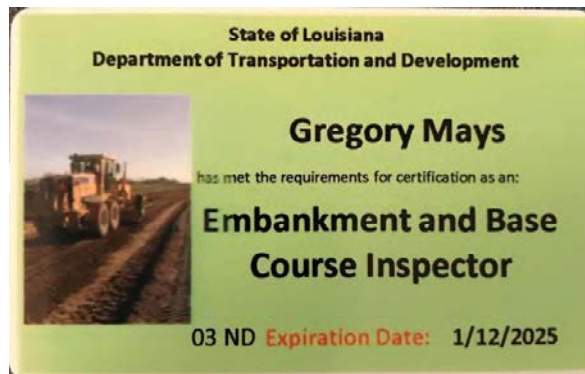 State of Louisiana
Department of Transportation and Development
Gregory Mays
has met the requirements for certification as an:
Embankment and Base
Course Inspector
03 ND Expiration Date: 1/12/2025